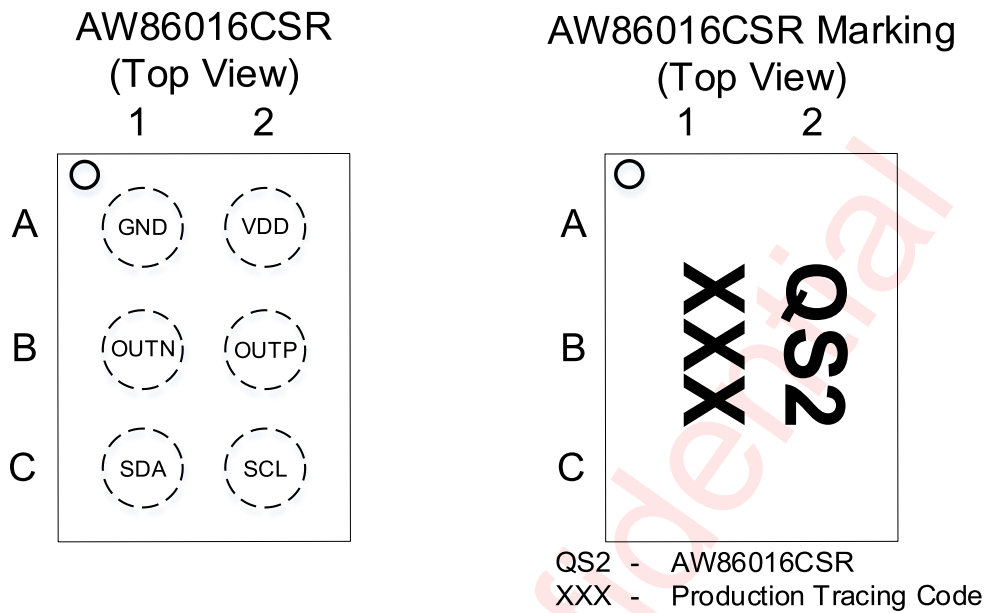 AW86016CSR
(Top View)
1 2
A GND VDD
B OUTN OUTP
C SDA SCL
AW86016CSR Marking
(Top View)
1 2
A
B
C
QS2
XXX
QS2 - AW86016CSR
XXX - Production Tracing Code
fidential